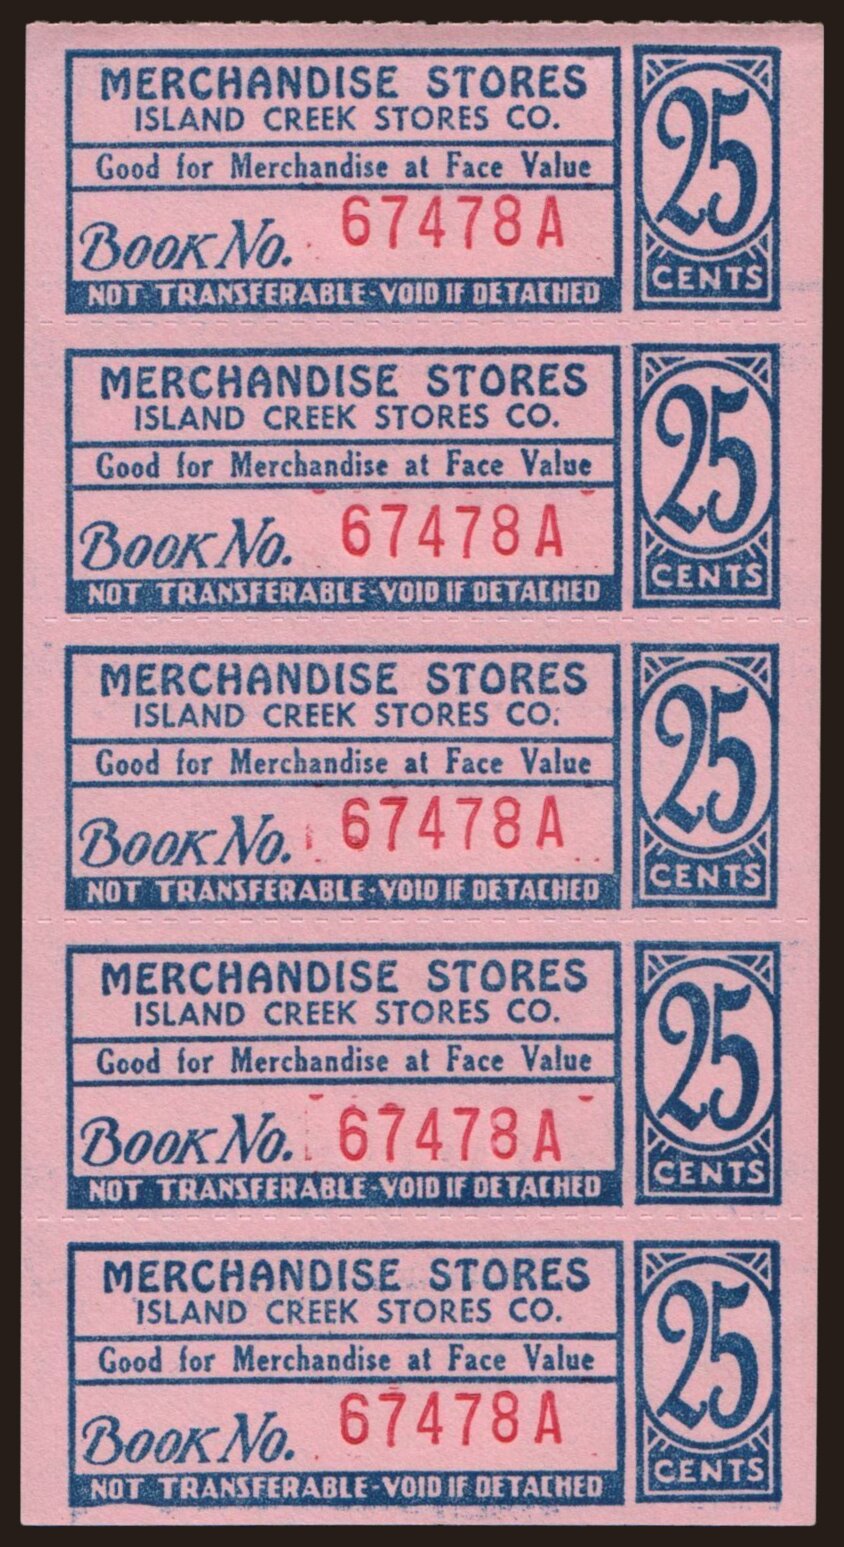 MERCHANDISE STORES
ISLAND CREEK STORES CO.
Good for Merchandise at Face Value
Book No. 67478A
NOT TRANSFERABLE-VOID IF DETACHED
25
CENTS
MERCHANDISE STORES
ISLAND CREEK STORES CO.
Good for Merchandise at Face Value
Book No. 67478A
NOT TRANSFERABLE-VOID IF DETACHED
25
CENTS
MERCHANDISE STORES
ISLAND CREEK STORES CO.
Good for Merchandise at Face Value
Book No. 67478A
NOT TRANSFERABLE-VOID IF DETACHED
25
CENTS
MERCHANDISE STORES
ISLAND CREEK STORES CO.
Good for Merchandise at Face Value
Book No. 67478A
NOT TRANSFERABLE-VOID IF DETACHED
25
CENTS
MERCHANDISE STORES
ISLAND CREEK STORES CO.
Good for Merchandise at Face Value
Book No. 67478A
NOT TRANSFERABLE-VOID IF DETACHED
25
CENTS